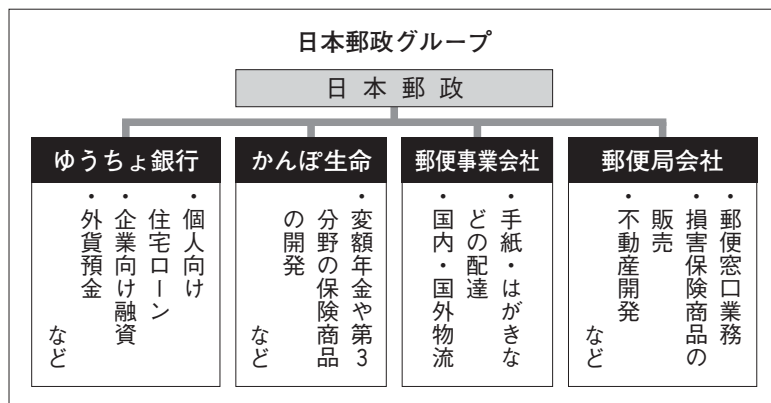 日本郵政グループ
日本郵政
ゆうちょ銀行
・個人向け
住宅ローン
・企業向け融資
・外貨預金
など
かんぽ生命
・変額年金や第3
分野の保険商品
の開発
など
郵便事業会社
・手紙・はがきな
どの配達
・国内・国外物流
郵便局会社
・郵便窓口業務
・損害保険商品の
販売
・不動産開発
など